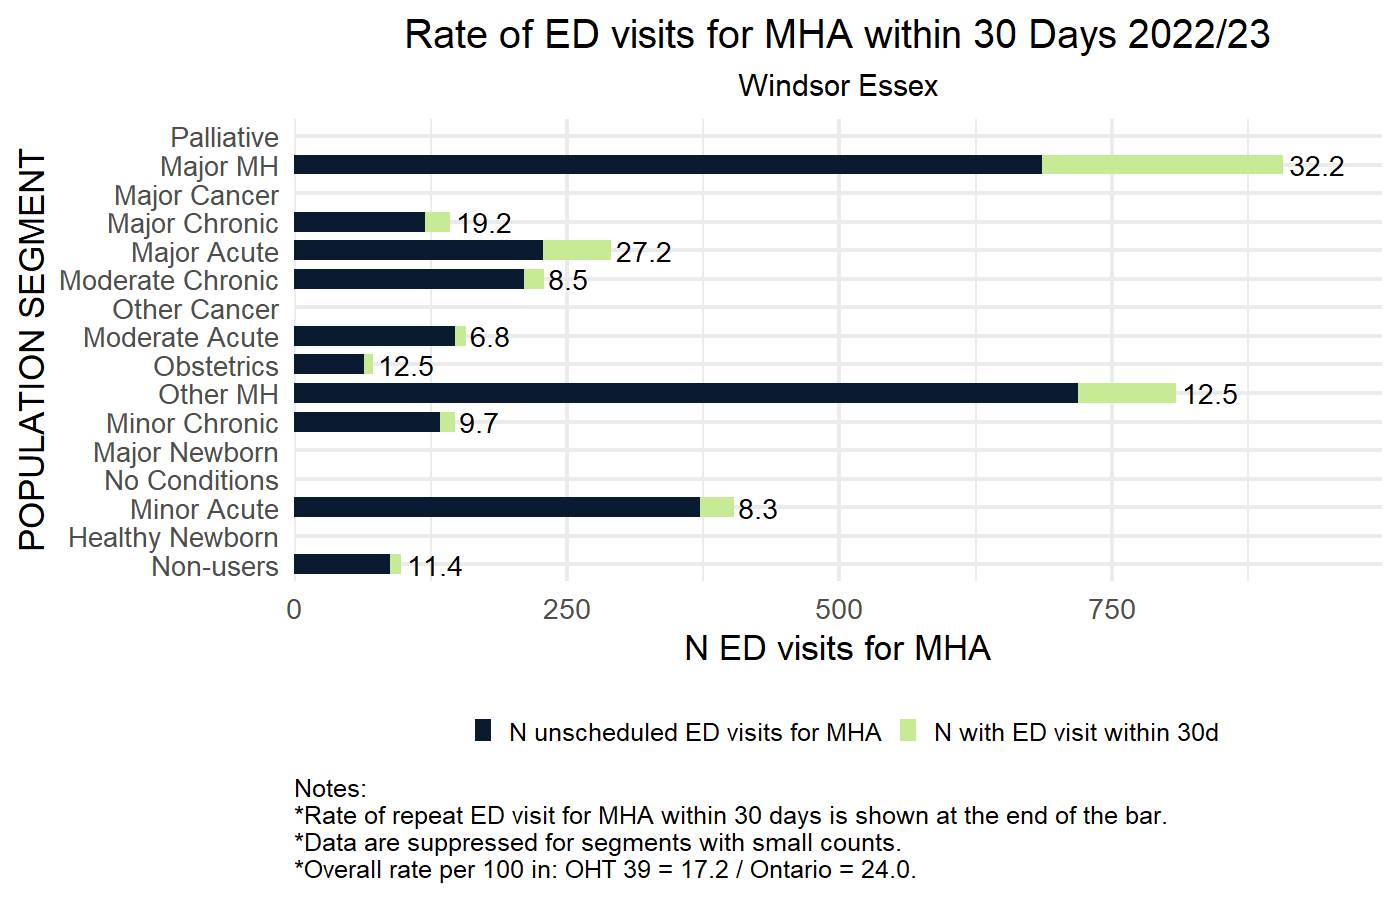 Rate of ED visits for MHA within 30 Days 2022/23
Windsor Essex
POPULATION SEGMENT
Palliative
Major MH 32.2
Major Cancer
Major Chronic 19.2
Major Acute 27.2
Moderate Chronic 8.5
Other Cancer
Moderate Acute 6.8
Obstetrics 12.5
Other MH 12.5
Minor Chronic 9.7
Major Newborn
No Conditions
Minor Acute 8.3
Healthy Newborn
Non-users 11.4
0 250 500 750
N ED visits for MHA
N unscheduled ED visits for MHA N with ED visit within 30d
Notes:
*Rate of repeat ED visit for MHA within 30 days is shown at the end of the bar.
*Data are suppressed for segments with small counts.
*Overall rate per 100 in: OHT 39 = 17.2 / Ontario = 24.0.